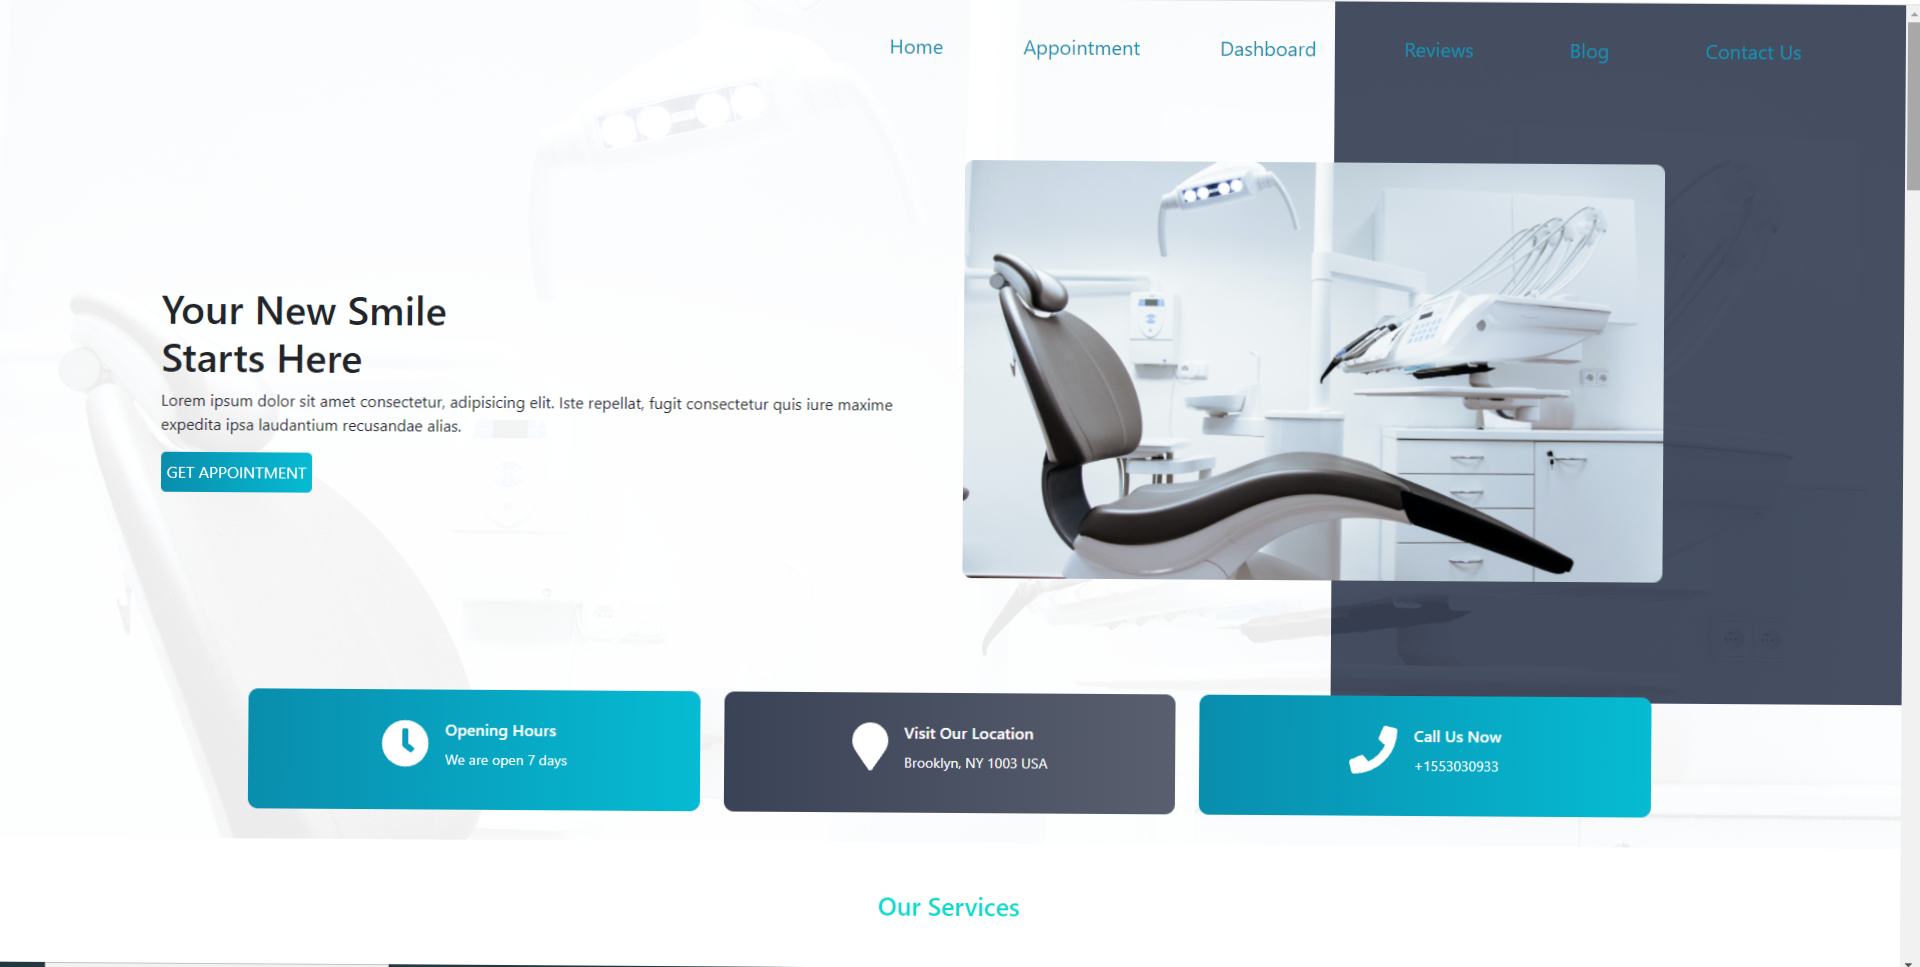 Home Appointment Dashboard Reviews Blog Contact Us
Your New Smile
Starts Here
Lorem ipsum dolor sit amet consectetur, adipisicing elit. Iste repellat, fugit consectetur quis iure maxime
expedita ipsa laudantium recusandae alias.
GET APPOINTMENT
Opening Hours
We are open 7 days
Visit Our Location
Brooklyn, NY 1003 USA
Call Us Now
+1553030933
Our Services